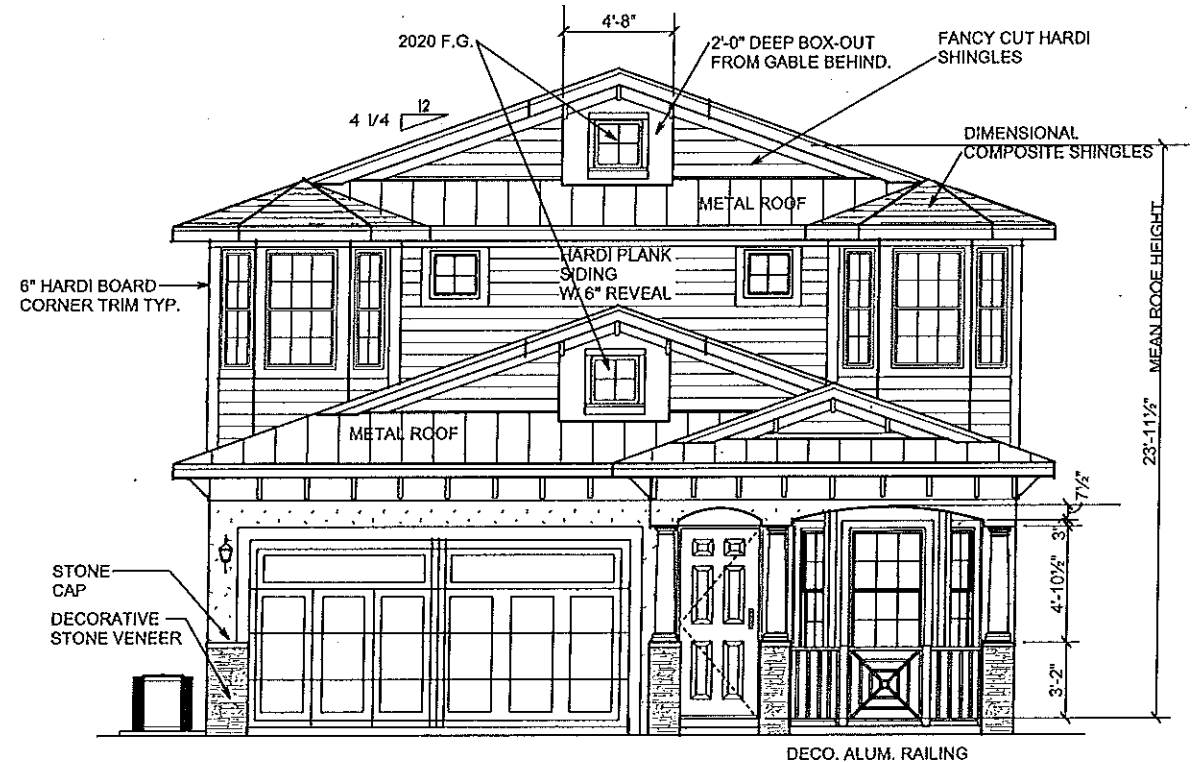 4'-8"
2020 F.G.
2'-0" DEEP BOX-OUT
FROM GABLE BEHIND.
FANCY CUT HARDI
SHINGLES
12
4 1/4
DIMENSIONAL
COMPOSITE SHINGLES
METAL ROOF
HARDI PLANK
SIDING
W/ 6" REVEAL
6" HARDI BOARD
CORNER TRIM TYP.
MEAN ROOF HEIGHT
23'-11½"
METAL ROOF
7½"
3"
4'-10½"
3'-2"
STONE
CAP
DECORATIVE
STONE VENEER
DECO. ALUM. RAILING